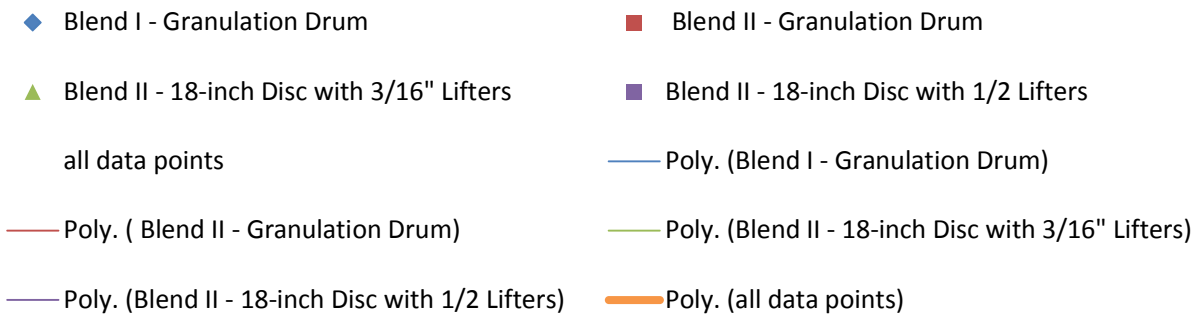 Blend I - Granulation Drum
Blend II - Granulation Drum
Blend II - 18-inch Disc with 3/16" Lifters
Blend II - 18-inch Disc with 1/2 Lifters
all data points
Poly. (Blend I - Granulation Drum)
Poly. ( Blend II - Granulation Drum)
Poly. (Blend II - 18-inch Disc with 3/16" Lifters)
Poly. (Blend II - 18-inch Disc with 1/2 Lifters)
Poly. (all data points)